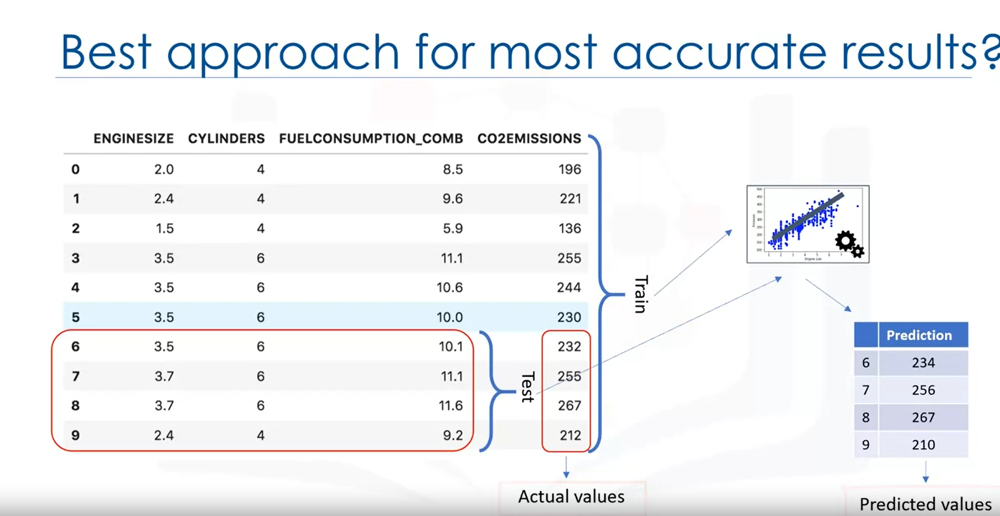 Best approach for most accurate results?
ENGINESIZE CYLINDERS FUELCONSUMPTION_COMB CO2EMISSIONS
0 2.0 4 8.5 196
1 2.4 4 9.6 221
2 1.5 4 5.9 136
3 3.5 6 11.1 255
4 3.5 6 10.6 244
5 3.5 6 10.0 230
6 3.5 6 10.1 232
7 3.7 6 11.1 255
8 3.7 6 11.6 267
9 2.4 4 9.2 212
Test
Train
Actual values
Engine size
Prediction
6 234
7 256
8 267
9 210
Predicted values